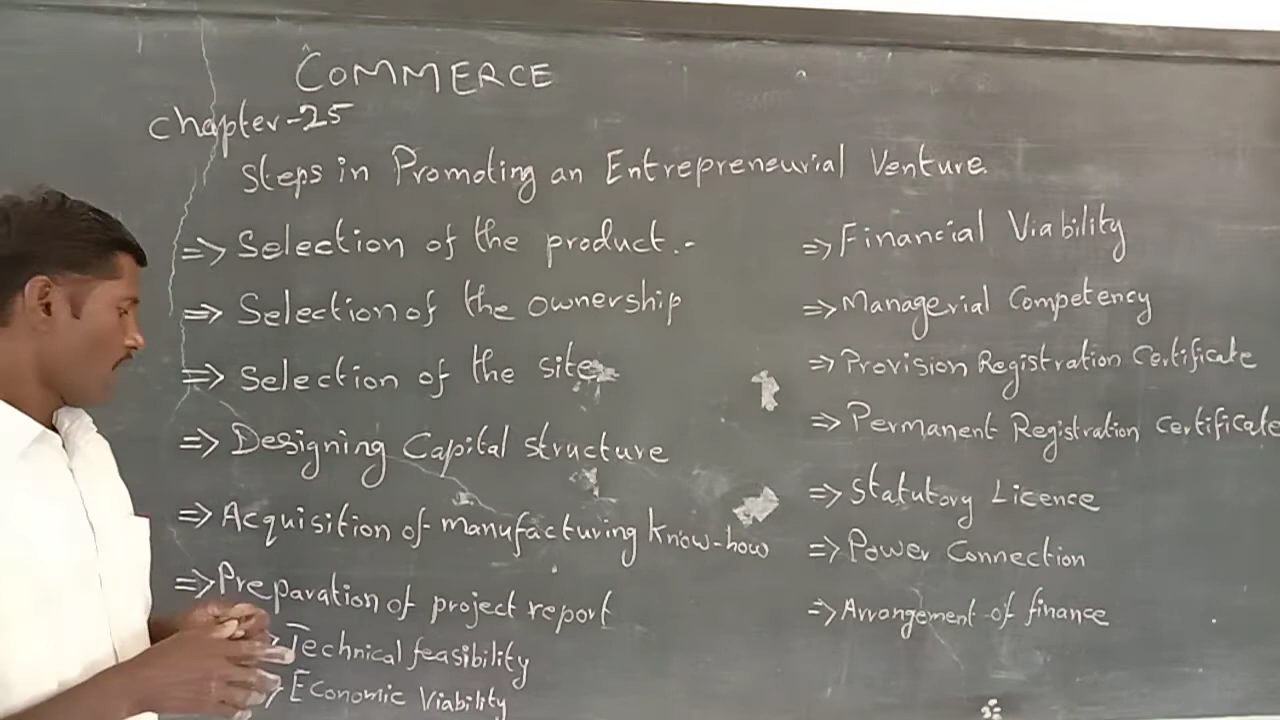 COMMERCE
Chapter-25
Steps in Promoting an Entrepreneurial Venture.
=> Selection of the product.-
=> Selection of the ownership
=> Selection of the site
=> Designing Capital structure
=> Acquisition of manufacturing know-how
=> Preparation of project report
=> Technical feasibility
=> Economic Viability
=> Financial Viability
=> Managerial Competency
=> Provision Registration Certificate
=> Permanent Registration Certificate
=> Statutory Licence
=> Power Connection
=> Arrangement of finance